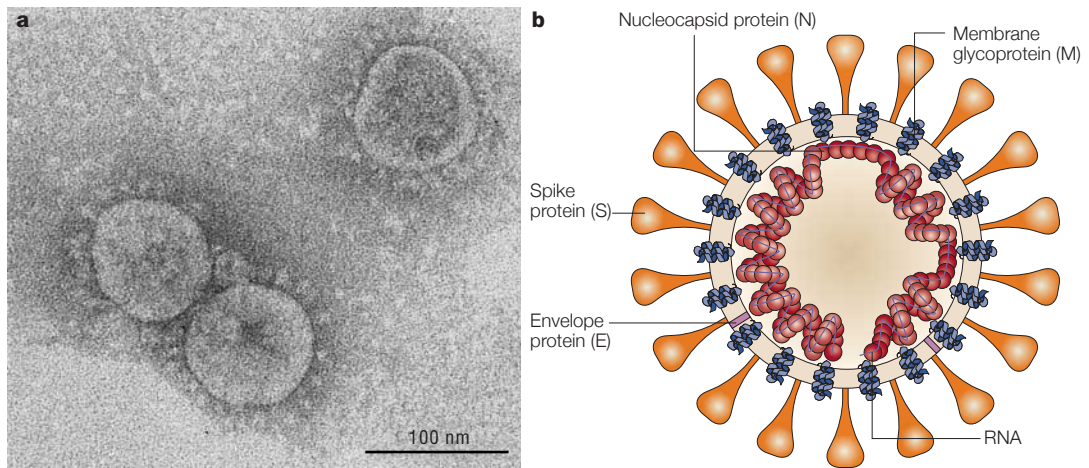 a
100 nm
b
Nucleocapsid protein (N)
Membrane
glycoprotein (M)
Spike
protein (S)
Envelope
protein (E)
RNA